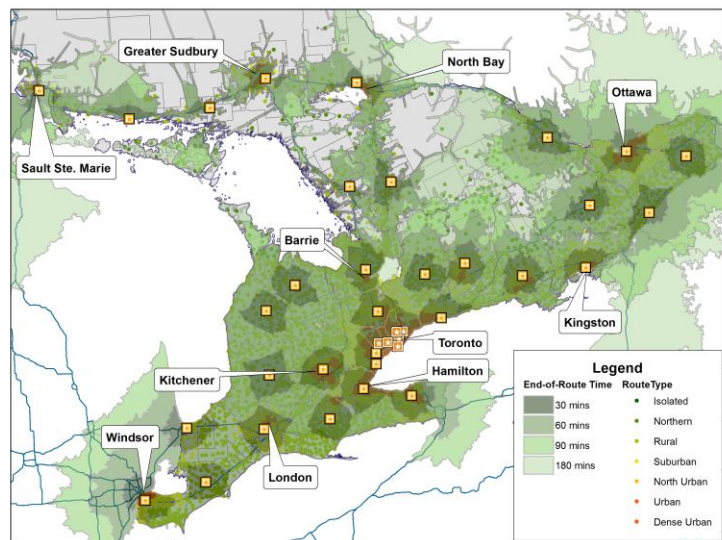 Greater Sudbury
North Bay
Ottawa
Sault Ste. Marie
Barrie
Kingston
Toronto
Kitchener
Hamilton
Windsor
London
Legend
End-of-Route Time RouteType
30 mins
60 mins
90 mins
180 mins
Isolated
Northern
Rural
Suburban
North Urban
Urban
Dense Urban